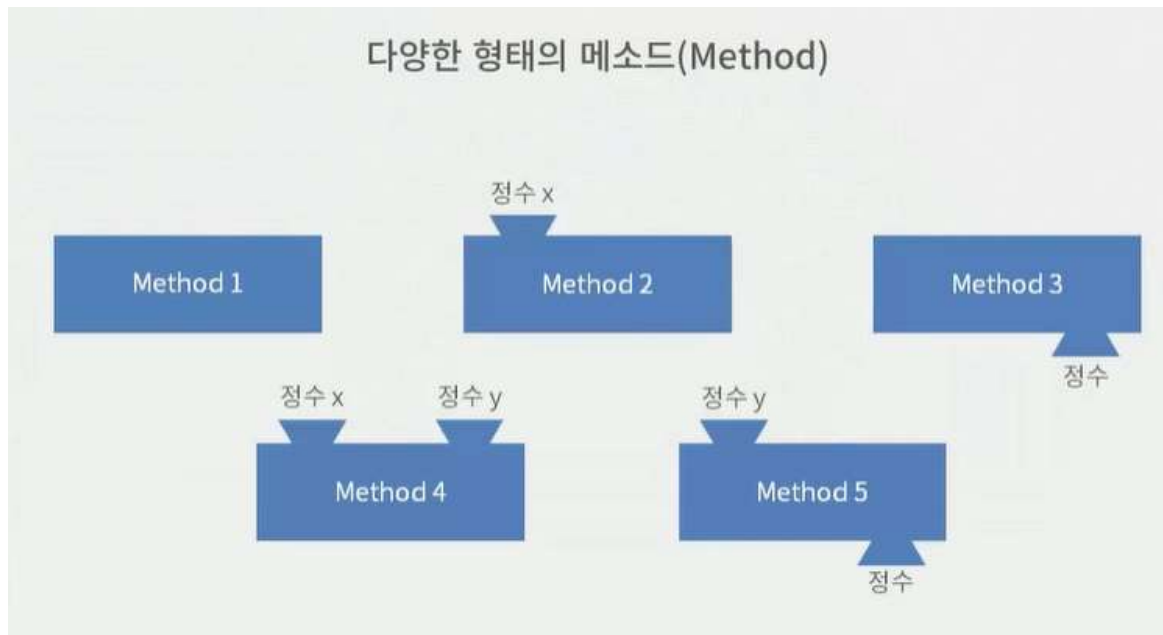 다양한 형태의 메소드(Method)
정수 x
Method 1
Method 2
Method 3
정수
정수 x
정수 y
정수 y
Method 4
Method 5
정수